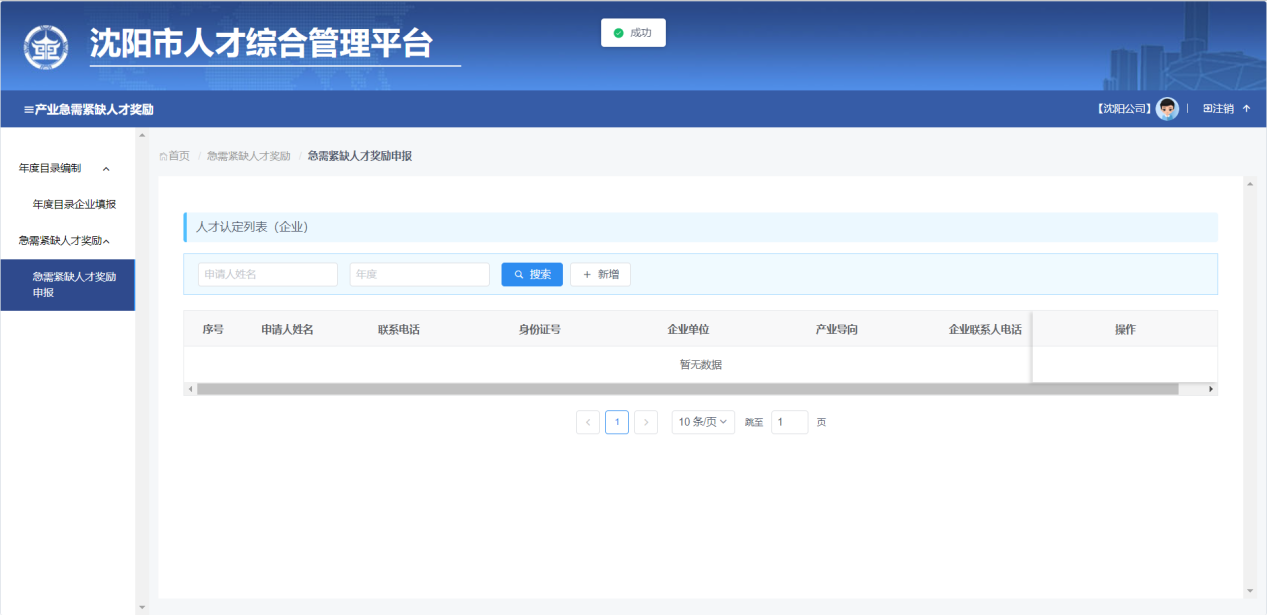 沈阳市人才综合管理平台
成功
产业急需紧缺人才奖励
【沈阳公司】 | 注销
年度目录编制
年度目录企业填报
急需紧缺人才奖励
急需紧缺人才奖励
申报
首页 / 急需紧缺人才奖励 / 急需紧缺人才奖励申报
人才认定列表（企业）
申请人姓名 年度 搜索 + 新增
序号 申请人姓名 联系电话 身份证号 企业单位 产业导向 企业联系人电话 操作
暂无数据
< 1 > 10 条/页 跳至 1 页